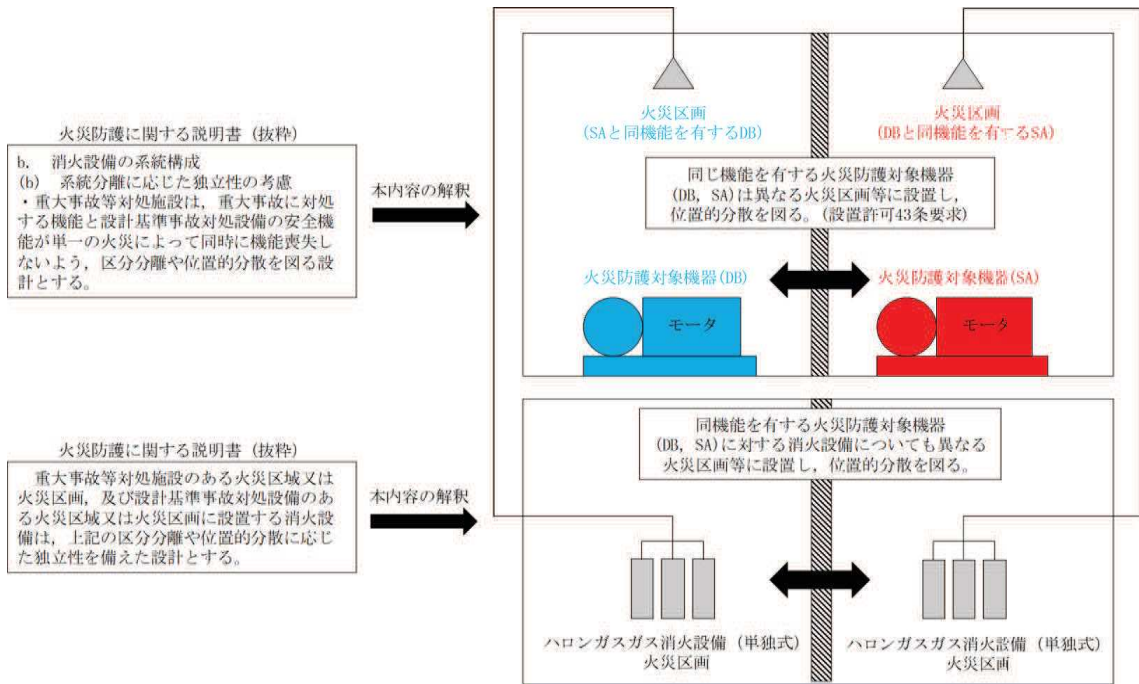 火災防護に関する説明書 (抜粋)
b. 消火設備の系統構成
(b) 系統分離に応じた独立性の考慮
・重大事故等対処施設は，重大事故に対処
する機能と設計基準事故対処設備の安全機
能が単一の火災によって同時に機能喪失し
ないよう，区分分離や位置的分散を図る設
計とする。
本内容の解釈
火災区画
(SAと同機能を有するDB)
火災区画
(DBと同機能を有するSA)
同じ機能を有する火災防護対象機器
(DB, SA)は異なる火災区画等に設置し，
位置的分散を図る。(設置許可43条要求)
火災防護対象機器(DB)
火災防護対象機器(SA)
モータ
モータ
火災防護に関する説明書 (抜粋)
重大事故等対処施設のある火災区域又は
火災区画，及び設計基準事故対処設備のあ
る火災区域又は火災区画に設置する消火設
備は，上記の区分分離や位置的分散に応じ
た独立性を備えた設計とする。
本内容の解釈
同機能を有する火災防護対象機器
(DB, SA)に対する消火設備についても異なる
火災区画等に設置し，位置的分散を図る。
ハロンガスガス消火設備 (単独式)
火災区画
ハロンガスガス消火設備 (単独式)
火災区画